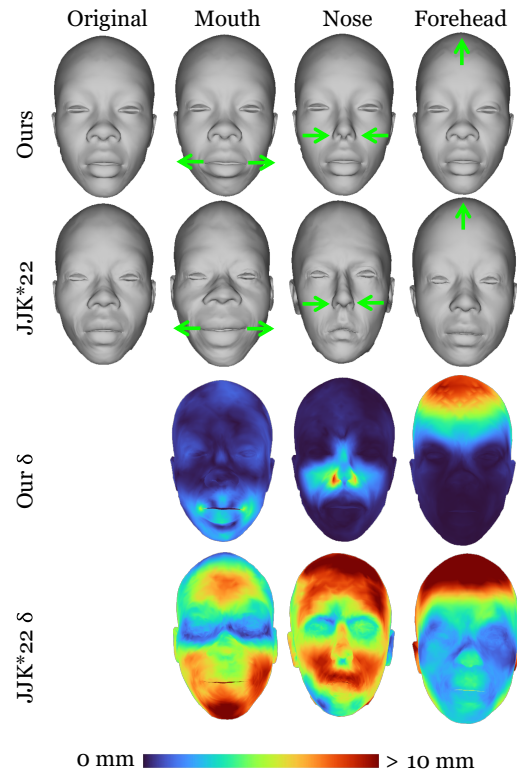 Original Mouth Nose Forehead
Ours
JJK*22
Our δ
JJK*22 δ
0 mm > 10 mm